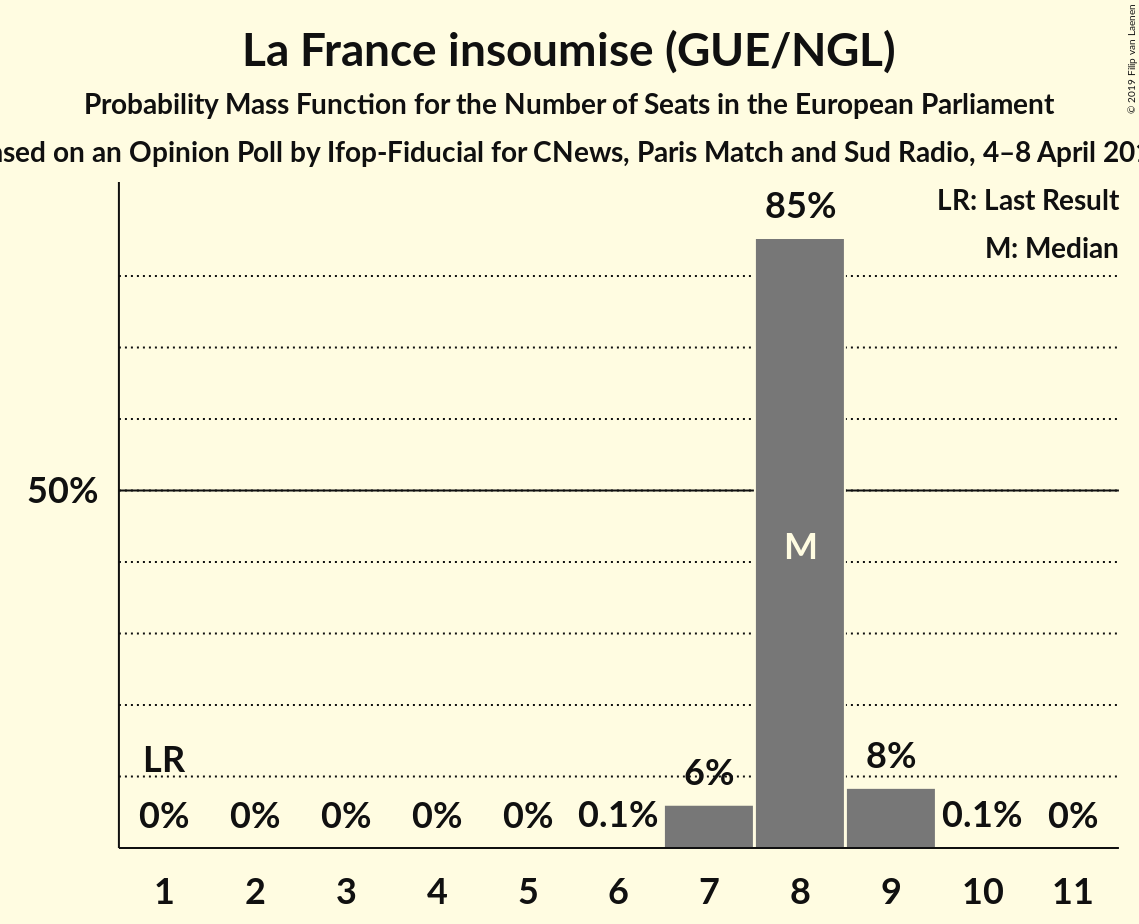 La France insoumise (GUE/NGL)
Probability Mass Function for the Number of Seats in the European Parliament
on an Opinion Poll by Ifop-Fiducial for CNews, Paris Match and Sud Radio, 4–8 April
© 2019 Filip van Laenen
LR: Last Result
M: Median
85%
50%
M
LR
0% 0% 0% 0% 0% 0.1% 6% 8% 0.1% 0%
1 2 3 4 5 6 7 8 9 10 11